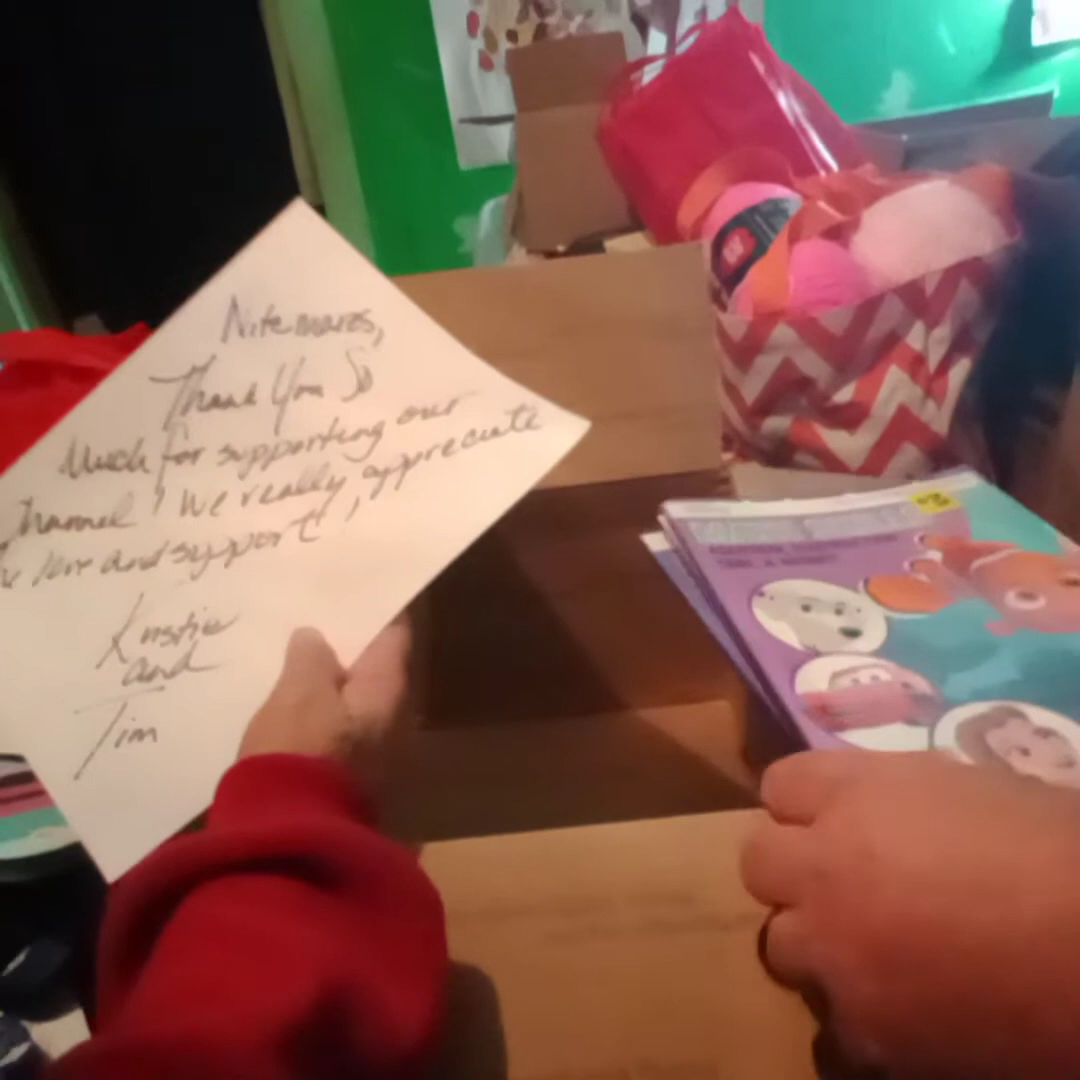 Nitemares,
Thank You So
Much for supporting our
Channel! We really appreciate
love and support!!
Kristie
and
Tim